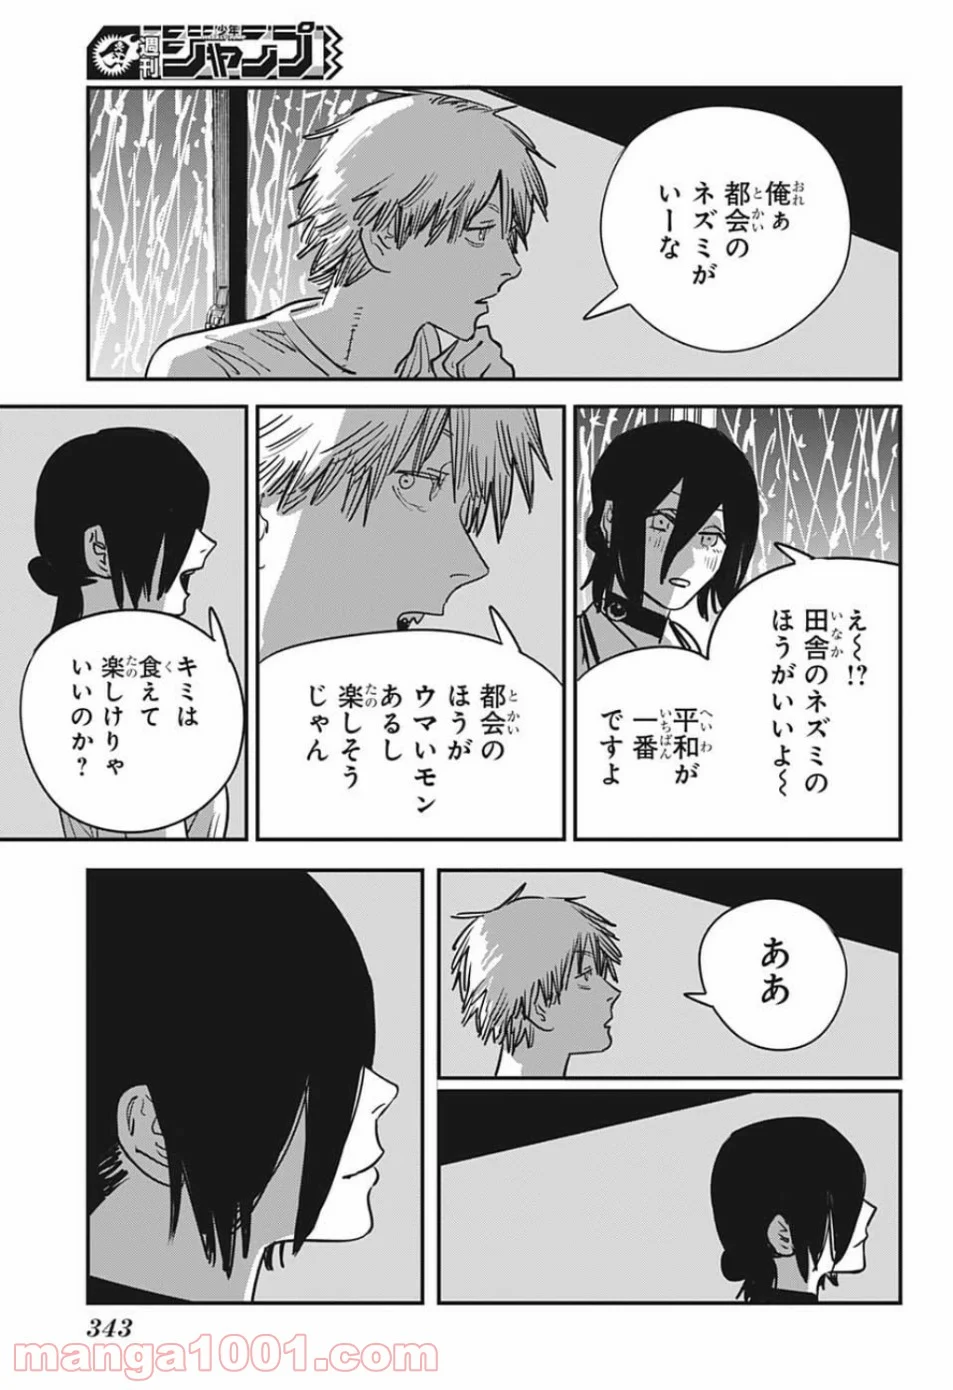 週刊
少年
ジャンプ
俺ぁ
都会の
ネズミが
いーな
え〜!?
田舎のネズミの
ほうがいいよ〜
平和が
一番
ですよ
都会の
ほうが
ウマいモン
あるし
楽しそう
じゃん
キミは
食えて
楽しけりゃ
いいのか?
ああ
343
manga1001.com